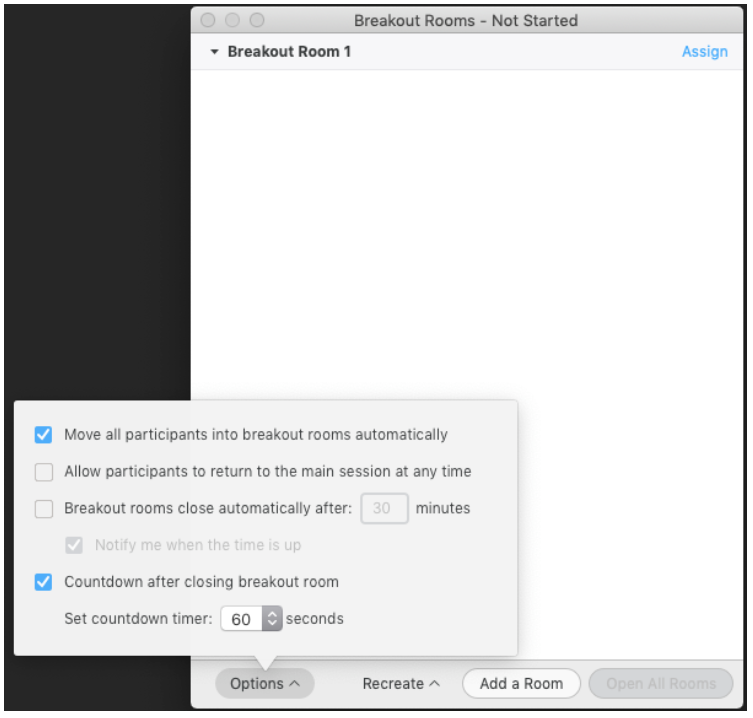 Breakout Rooms - Not Started
Breakout Room 1 Assign
Move all participants into breakout rooms automatically
Allow participants to return to the main session at any time
Breakout rooms close automatically after: 30 minutes
Notify me when the time is up
Countdown after closing breakout room
Set countdown timer: 60 seconds
Options Recreate Add a Room Open All Rooms